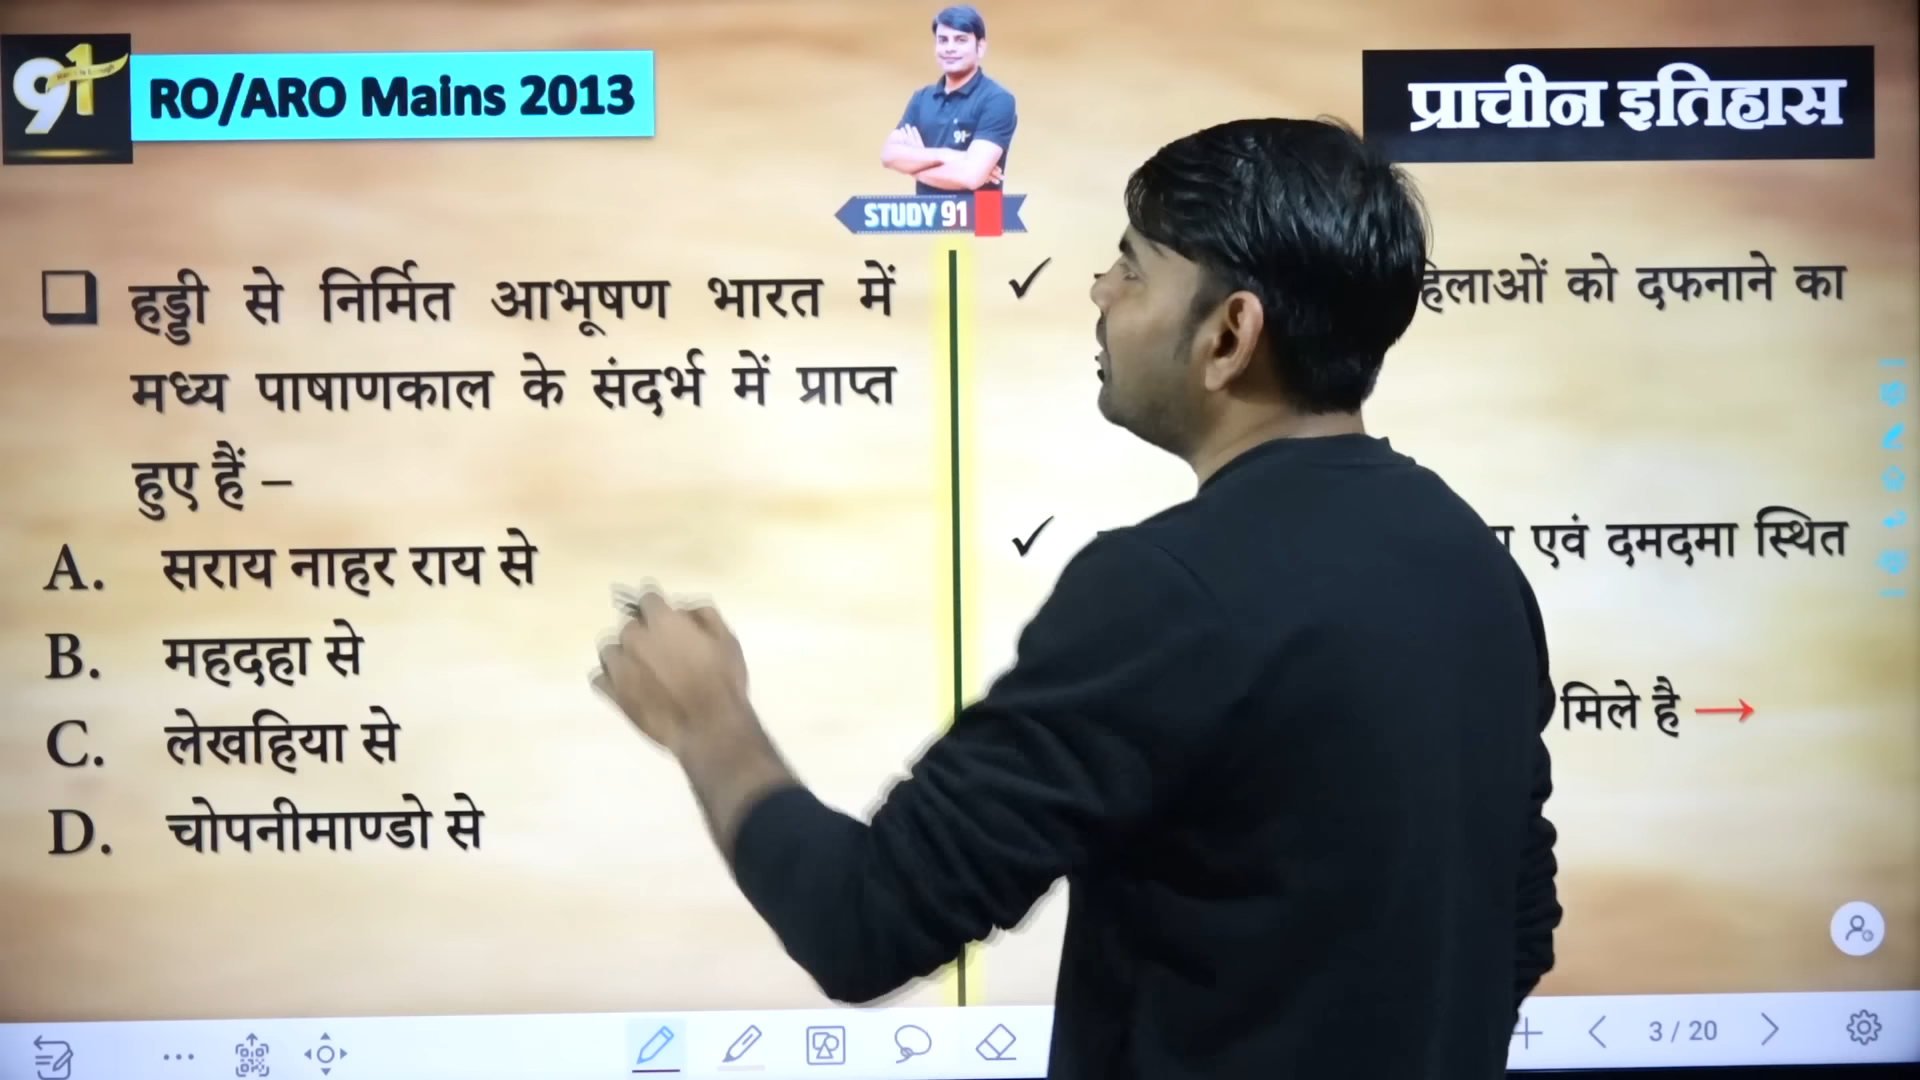 91
RO/ARO Mains 2013
STUDY 91
प्राचीन इतिहास
हड्डी से निर्मित आभूषण भारत में
मध्य पाषाणकाल के संदर्भ में प्राप्त
हुए हैं –
A. सराय नाहर राय से
B. महदहा से
C. लेखहिया से
D. चोपनीमाण्डो से
को दफनाने का
एवं दमदमा स्थित
मिले है →
3 / 20